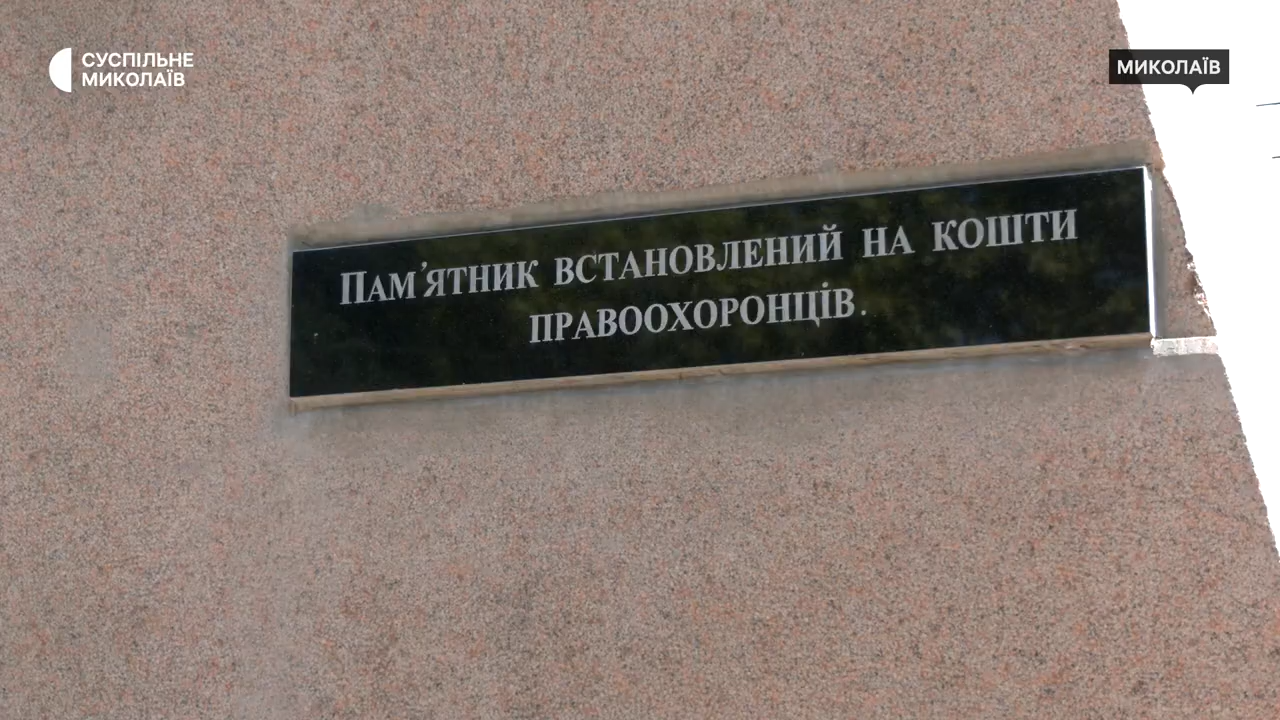 СУСПІЛЬНЕ
МИКОЛАЇВ
МИКОЛАЇВ
ПАМ'ЯТНИК ВСТАНОВЛЕНИЙ НА КОШТИ
ПРАВООХОРОНЦІВ.